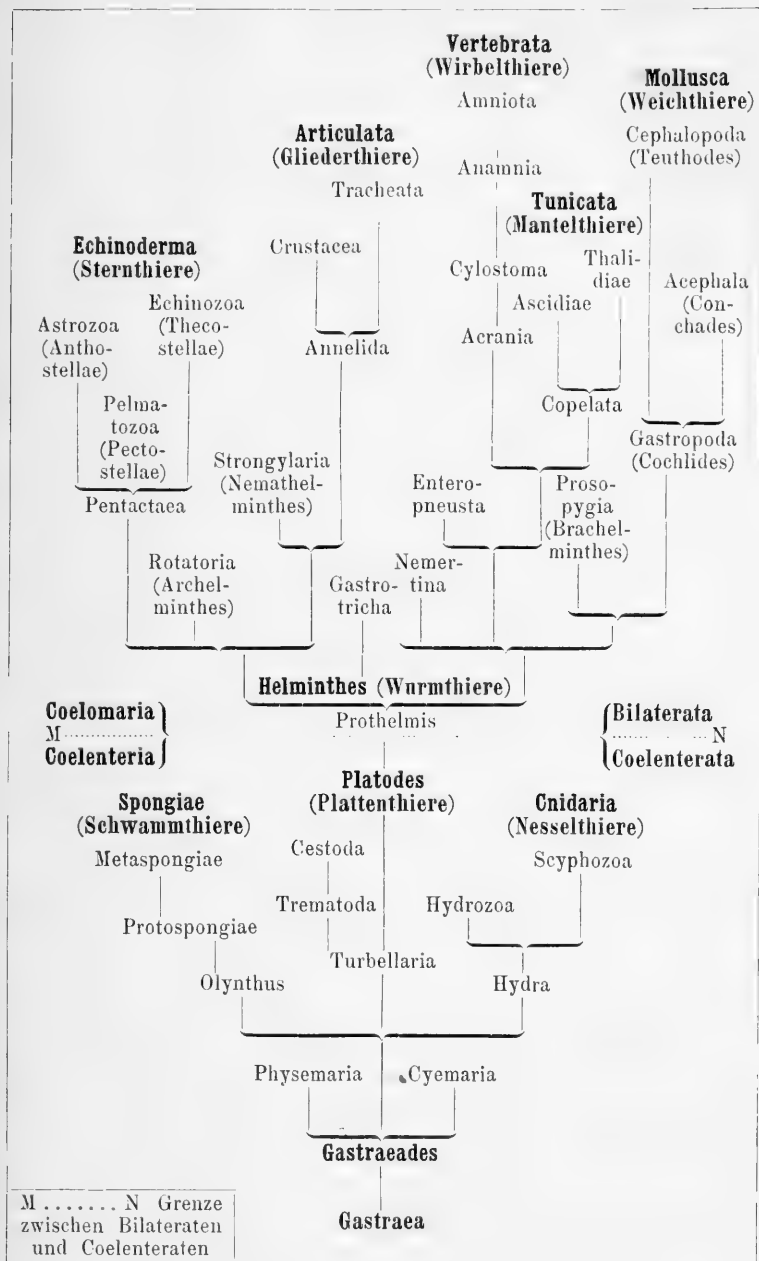 Vertebrata
(Wirbelthiere)
Amniota
Mollusca
(Weichthiere)
Cephalopoda
(Teuthodes)
Articulata
(Gliederthiere)
Tracheata
Anamnia
Tunicata
(Mantelthiere)
Echinoderma
(Sternthiere)
Crustacea
Cylostoma
Thali-
diae
Ascidiae
Acephala
(Con-
chades)
Echinozoa
(Theco-
stellae)
Astrozoa
(Antho-
stellae)
Annelida
Acrania
Pelma-
tozoa
(Pecto-
stellae)
Copelata
Gastropoda
(Cochlides)
Strongylaria
(Nemathel-
minthes)
Pentactaea
Entero-
pneusta
Proso-
pygia
(Brachel-
minthes)
Rotatoria
(Archel-
minthes)
Gastro-
tricha
Nemer-
tina
Helminthes (Wurmthiere)
Prothelmis
Coelomaria
M ..............
Coelenteria
Bilaterata
....... . ... N
Coelenterata
Platodes
(Plattenthiere)
Spongiae
(Schwammthiere)
Cnidaria
(Nesselthiere)
Metaspongiae
Cestoda
Scyphozoa
Trematoda
Hydrozoa
Protospongiae
Turbellaria
Olynthus
Hydra
Physemaria
Cyemaria
Gastraeades
Gastraea
M ....... N Grenze
zwischen Bilateraten
und Coelenteraten